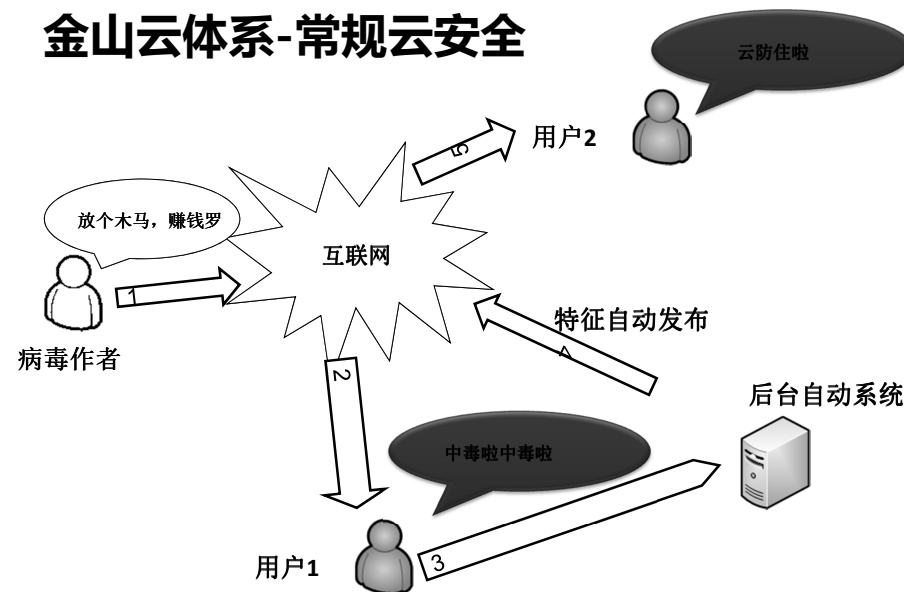 金山云体系-常规云安全
云防住啦
用户2
5
放个木马，赚钱罗
互联网
1
病毒作者
特征自动发布
4
2
后台自动系统
中毒啦中毒啦
3
用户1